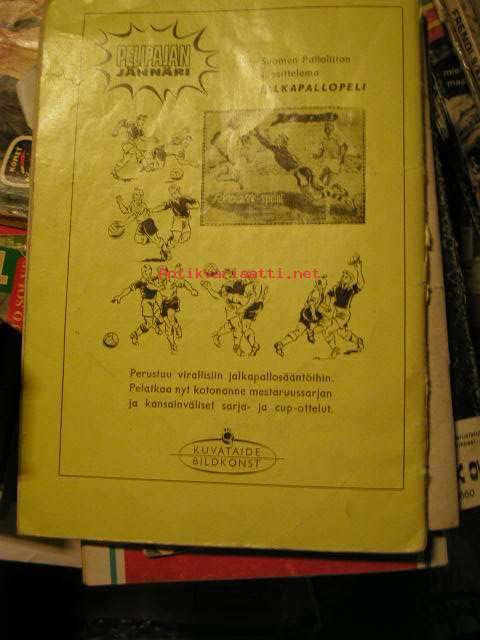 PELIPAJAN
JÄNNÄRI
Suomen Palloliiton
suosittelema
JALKAPALLOPELI
antikvariaatti.net
Perustuu virallisiin jalkapallosääntöihin.
Pelatkaa nyt kotonanne mestaruussarjan
ja kansainväliset sarja- ja cup-ottelut.
KUVATAIDE
BILDKONST